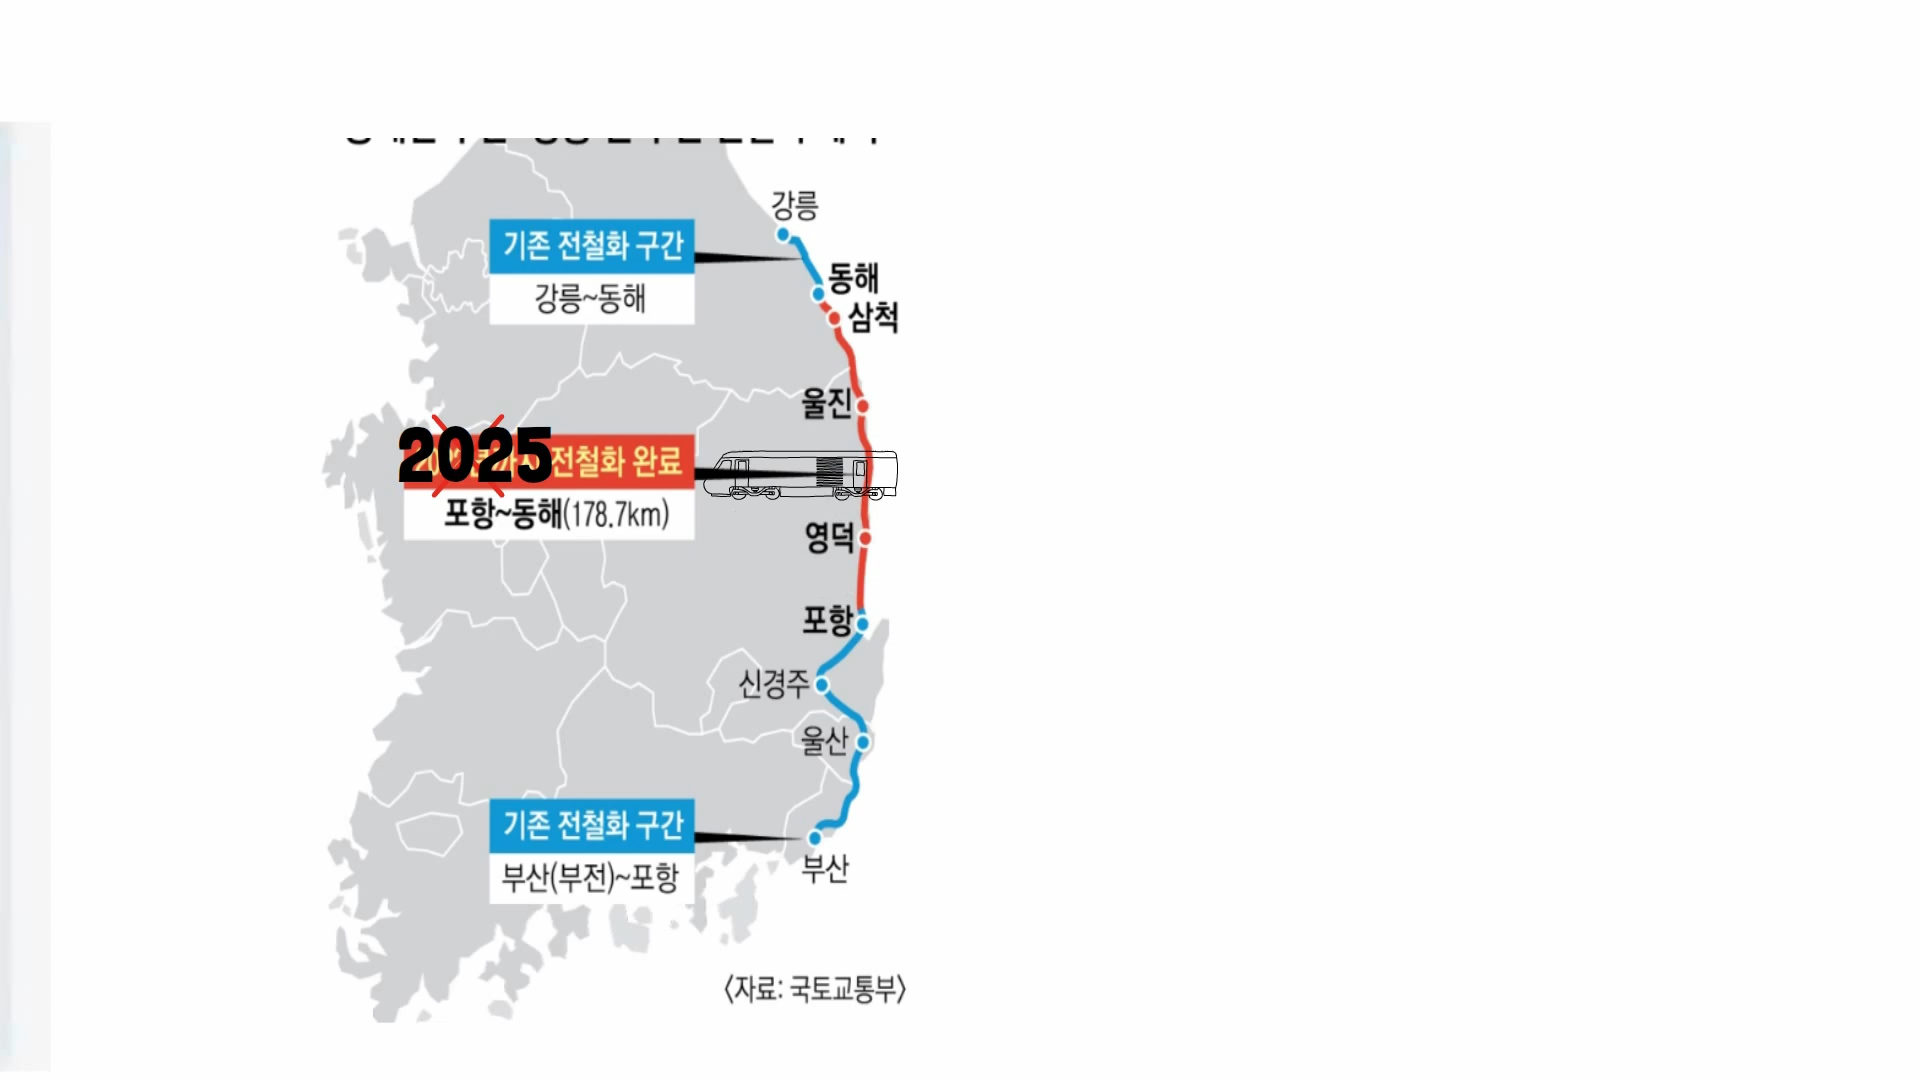 강릉
기존 전철화 구간
강릉~동해
동해
삼척
울진
2025
전철화 완료
포항~동해(178.7km)
영덕
포항
신경주
울산
기존 전철화 구간
부산(부전)~포항
부산
〈자료: 국토교통부〉